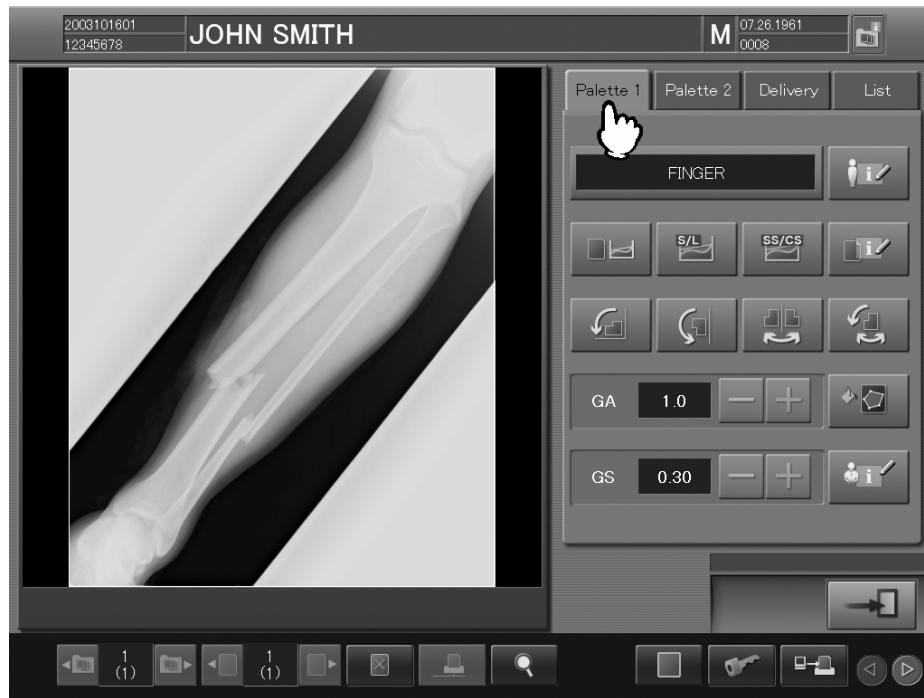 2003101601
12345678
JOHN SMITH
M
07.26.1961
0008
Palette 1
Palette 2
Delivery
List
FINGER
S/L
SS/CS
GA
1.0
GS
0.30
1
(1)
1
(1)